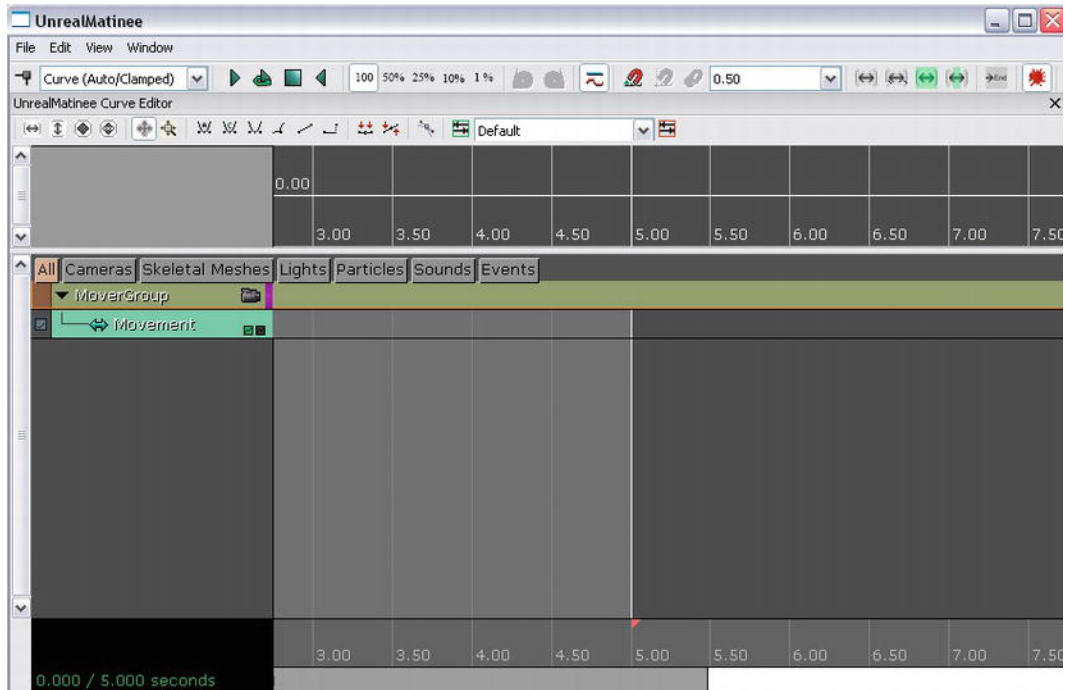 UnrealMatinee
File Edit View Window
Curve (Auto/Clamped) 100 50% 25% 10% 1% 0.50 End
UnrealMatinee Curve Editor
Default
0.00
3.00 3.50 4.00 4.50 5.00 5.50 6.00 6.50 7.00 7.50
All Cameras Skeletal Meshes Lights Particles Sounds Events
MoverGroup
Movement
3.00 3.50 4.00 4.50 5.00 5.50 6.00 6.50 7.00 7.50
0.000 / 5.000 seconds